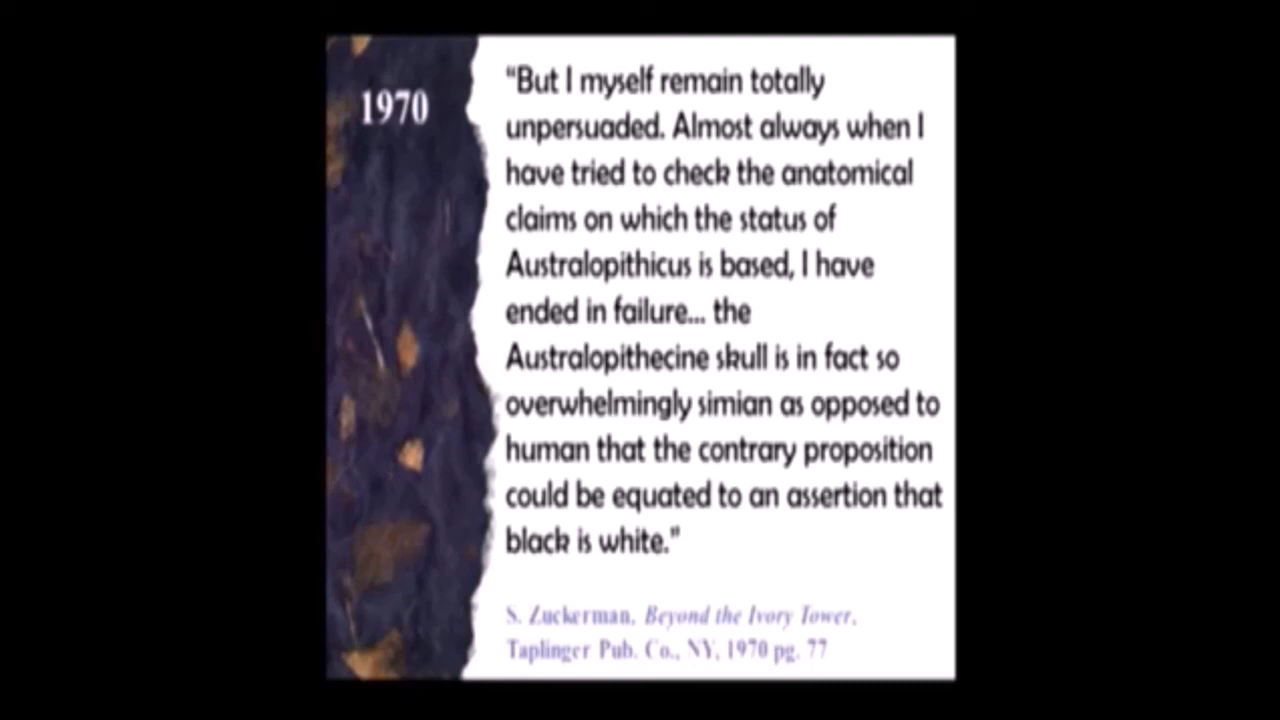 1970
“But I myself remain totally
unpersuaded. Almost always when I
have tried to check the anatomical
claims on which the status of
Australopithicus is based, I have
ended in failure... the
Australopithecine skull is in fact so
overwhelmingly simian as opposed to
human that the contrary proposition
could be equated to an assertion that
black is white.”
S. Zuckerman, Beyond the Ivory Tower,
Taplinger Pub. Co., NY, 1970 pg. 77